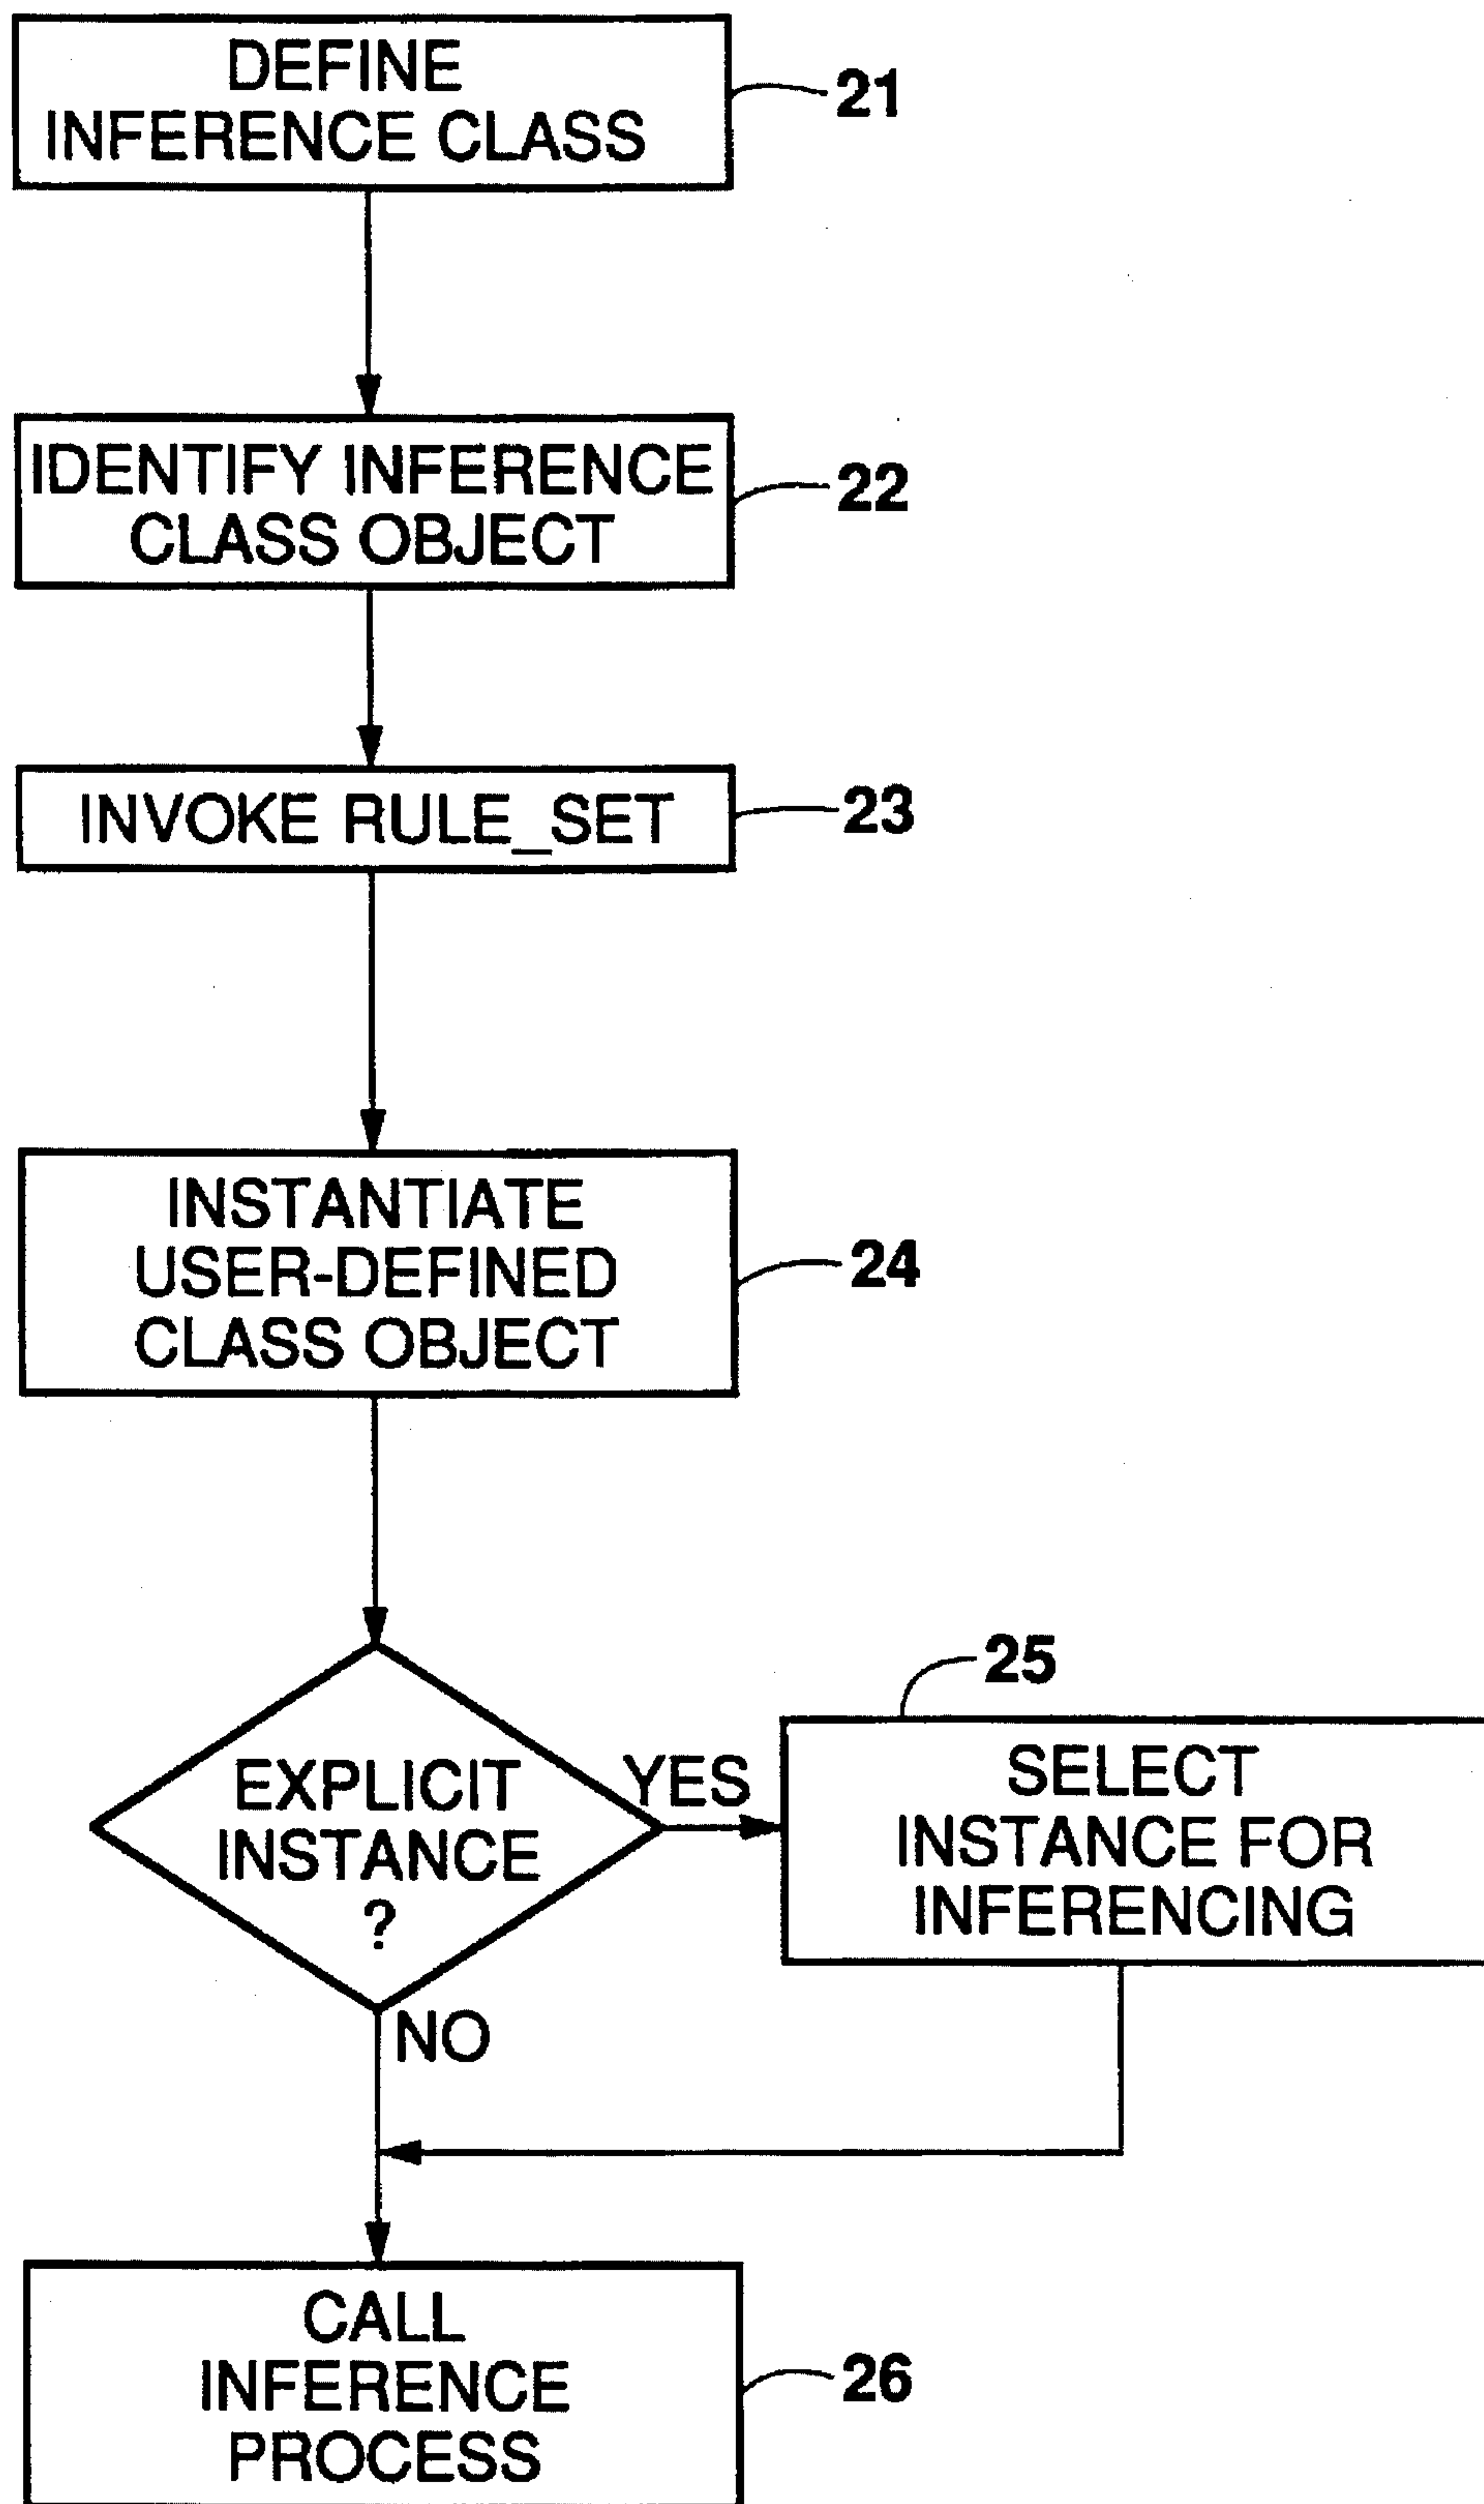 DEFINE
INFERENCE CLASS
21
IDENTIFY INFERENCE
CLASS OBJECT
22
INVOKE RULE_SET
23
INSTANTIATE
USER-DEFINED
CLASS OBJECT
24
EXPLICIT
INSTANCE
?
YES
NO
25
SELECT
INSTANCE FOR
INFERENCING
CALL
INFERENCE
PROCESS
26